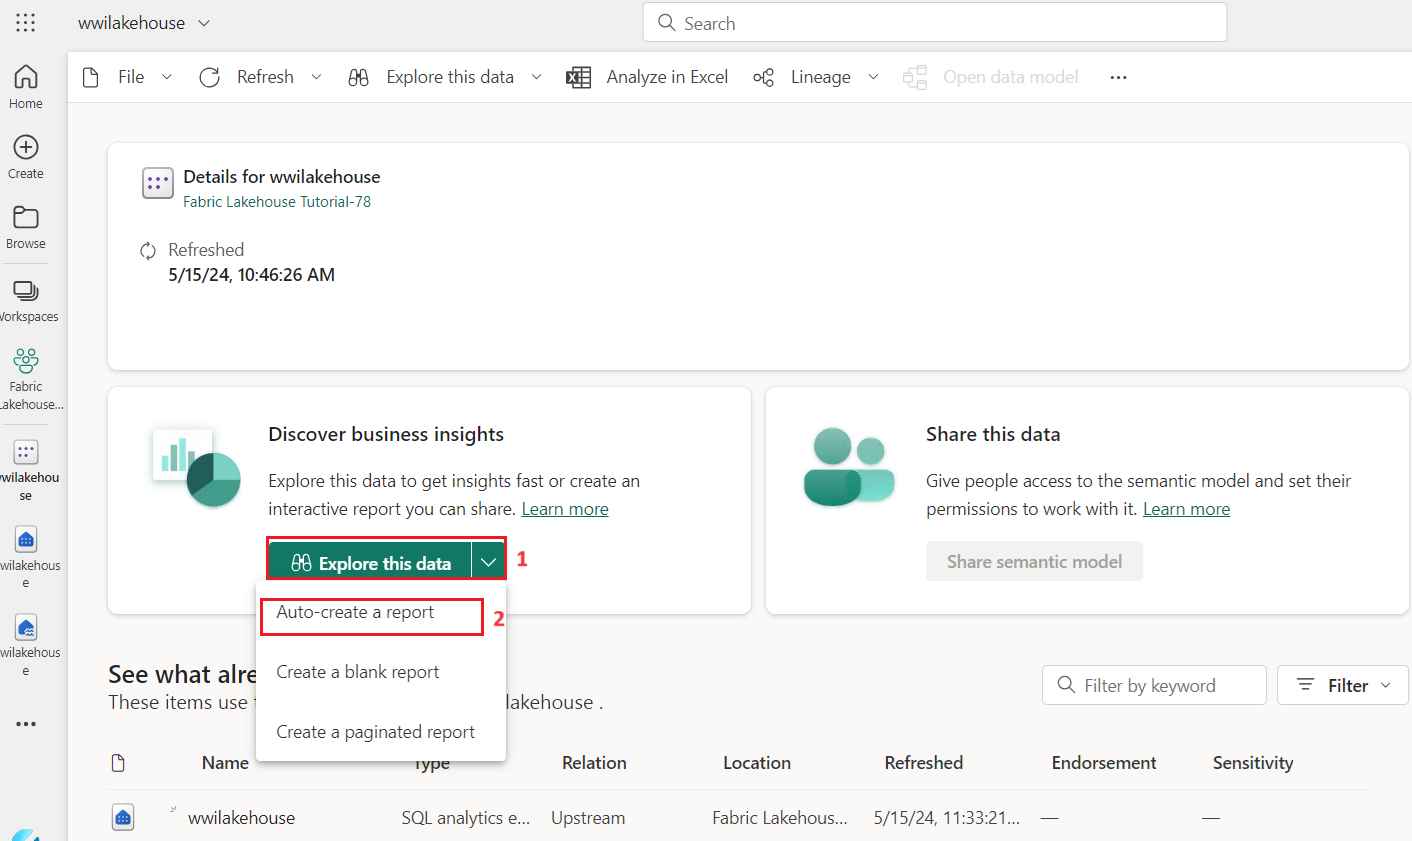 wwilakehouse
Search
File
Refresh
Explore this data
Analyze in Excel
Lineage
Open data model
Home
Create
Browse
Workspaces
Fabric
Lakehouse...
wwilakehou
se
wilakehous
e
wilakehous
e
Details for wwilakehouse
Fabric Lakehouse Tutorial-78
Refreshed
5/15/24, 10:46:26 AM
Discover business insights
Explore this data to get insights fast or create an
interactive report you can share. Learn more
Explore this data
1
Auto-create a report
2
Create a blank report
Create a paginated report
Share this data
Give people access to the semantic model and set their
permissions to work with it. Learn more
Share semantic model
See what alre
These items use
lakehouse .
Filter by keyword
Filter
Name
Type
Relation
Location
Refreshed
Endorsement
Sensitivity
wwilakehouse
SQL analytics e...
Upstream
Fabric Lakehous...
5/15/24, 11:33:21...
—
—